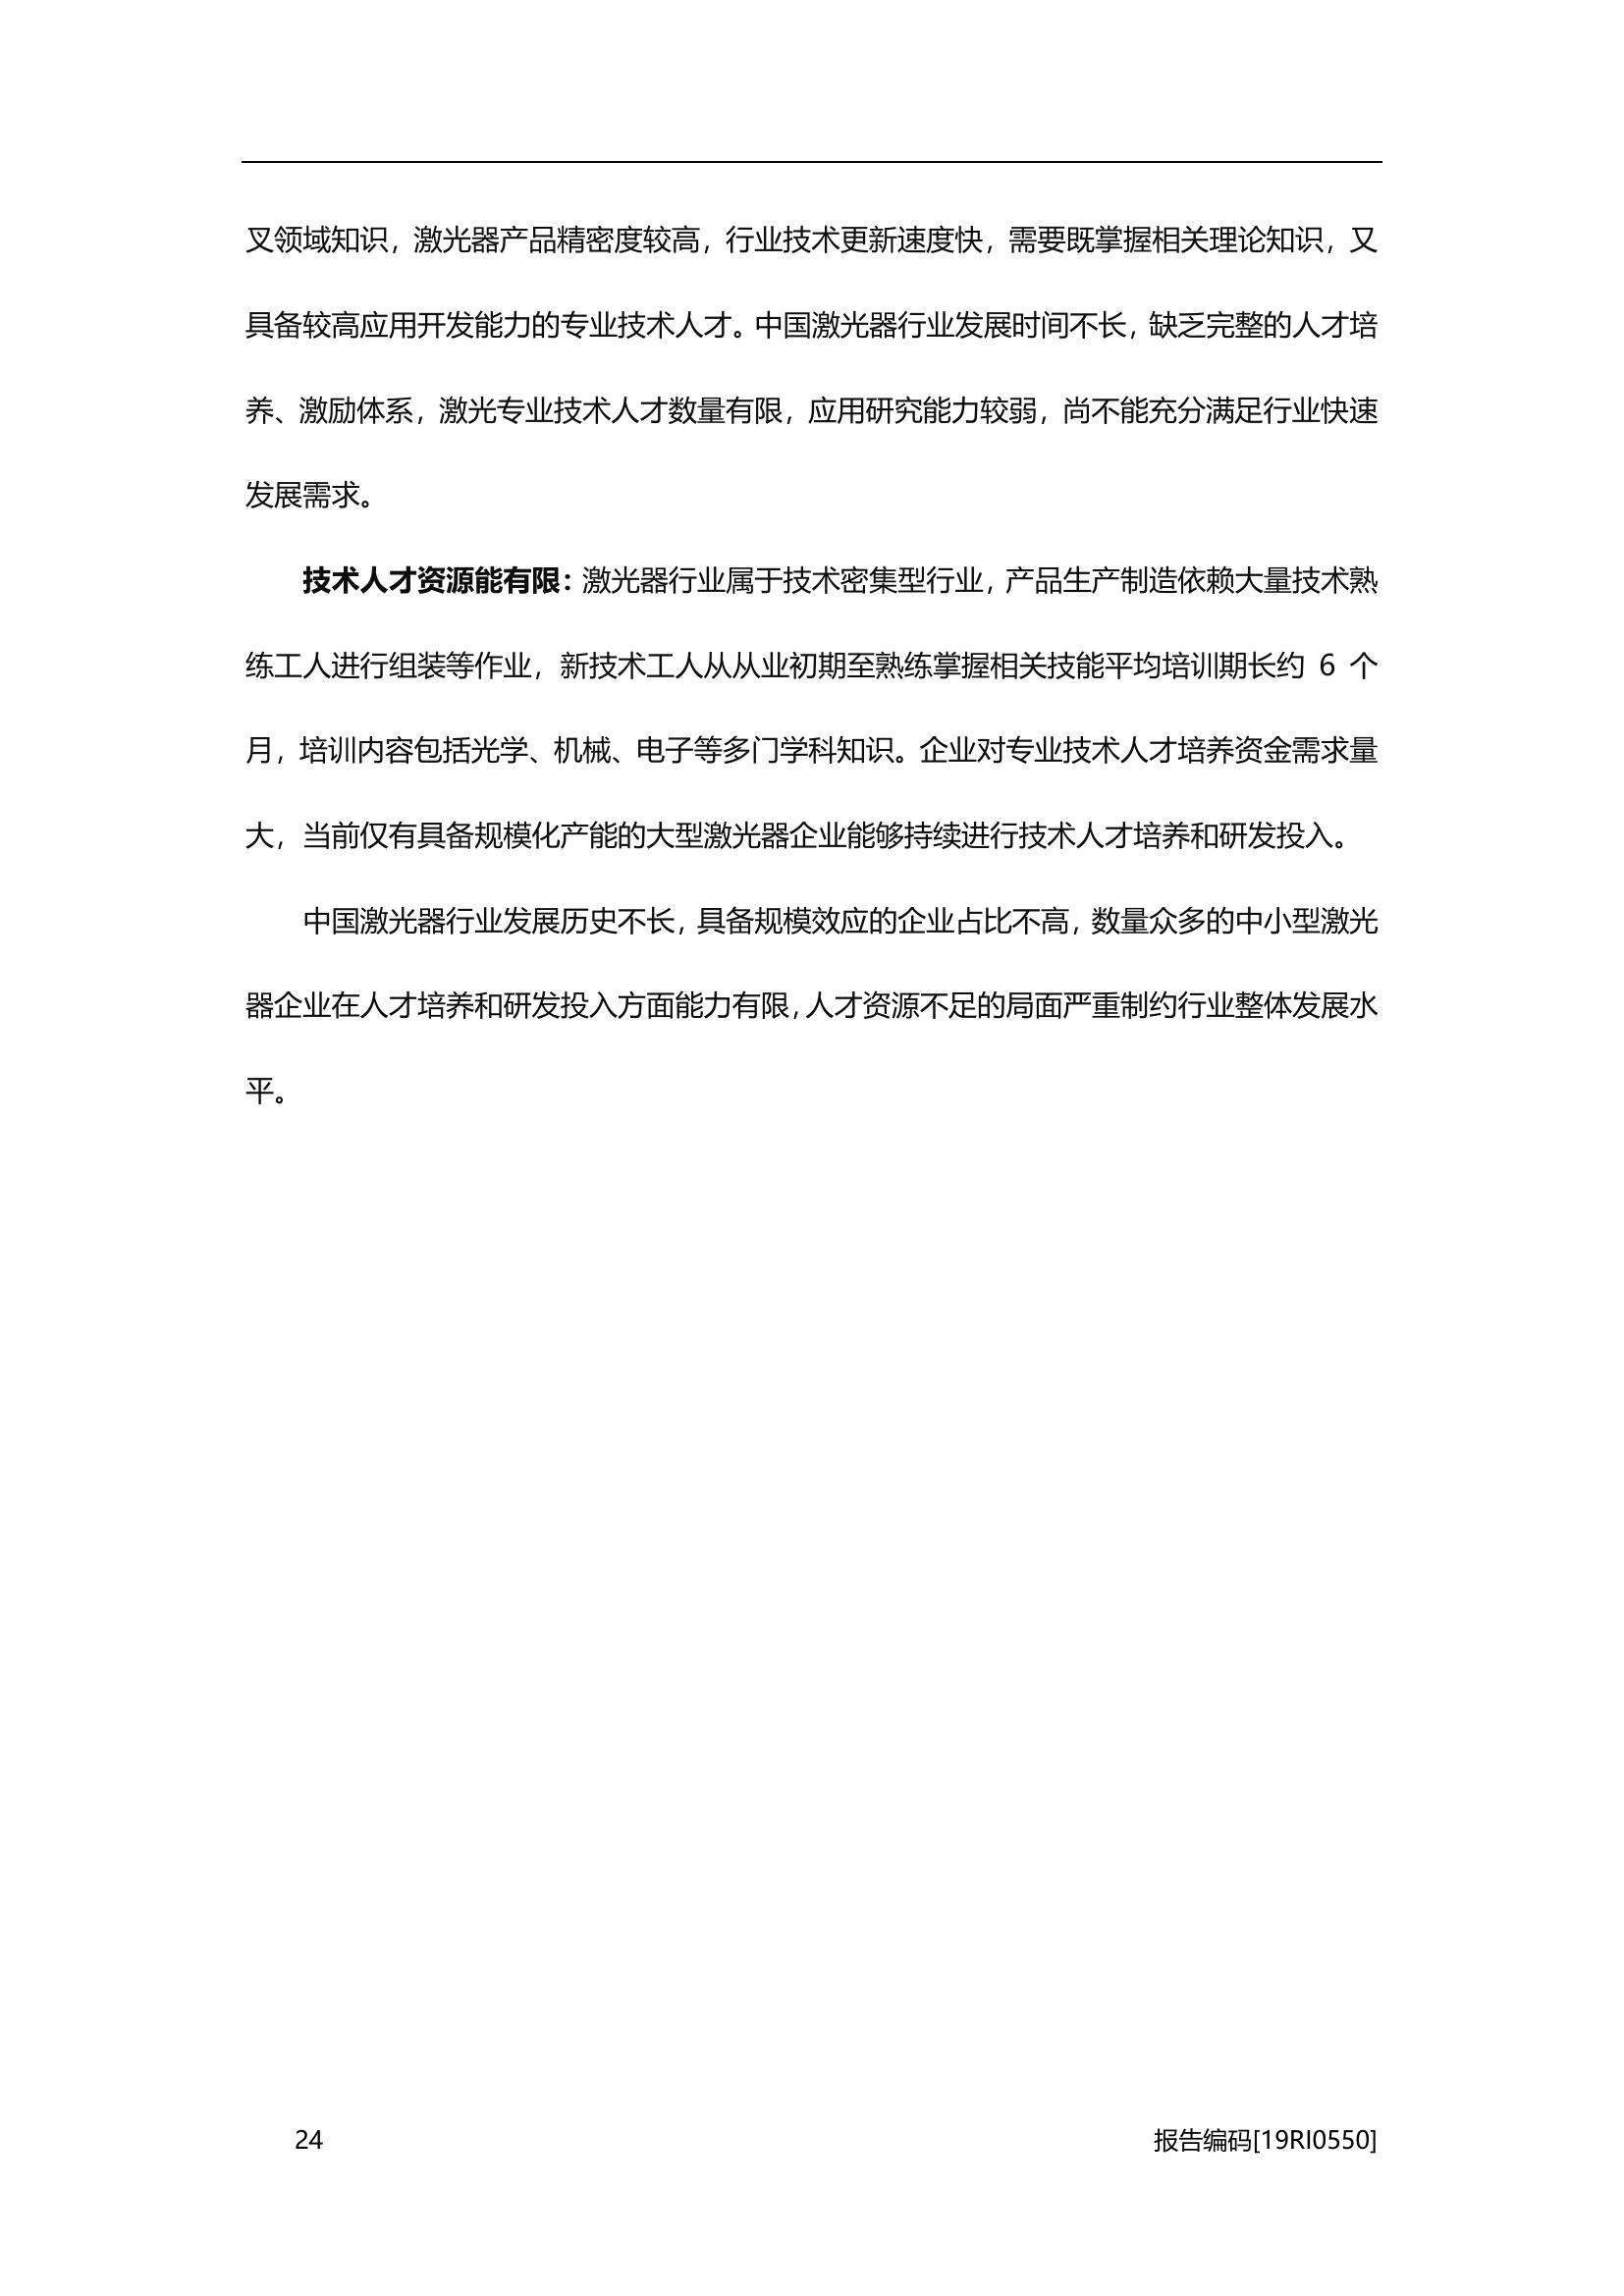 叉领域知识，激光器产品精密度较高，行业技术更新速度快，需要既掌握相关理论知识，又
具备较高应用开发能力的专业技术人才。中国激光器行业发展时间不长，缺乏完整的人才培
养、激励体系，激光专业技术人才数量有限，应用研究能力较弱，尚不能充分满足行业快速
发展需求。
技术人才资源能有限：激光器行业属于技术密集型行业，产品生产制造依赖大量技术熟
练工人进行组装等作业，新技术工人从从业初期至熟练掌握相关技能平均培训期长约 6 个
月，培训内容包括光学、机械、电子等多门学科知识。企业对专业技术人才培养资金需求量
大，当前仅有具备规模化产能的大型激光器企业能够持续进行技术人才培养和研发投入。
中国激光器行业发展历史不长，具备规模效应的企业占比不高，数量众多的中小型激光
器企业在人才培养和研发投入方面能力有限，人才资源不足的局面严重制约行业整体发展水
平。
24 报告编码[19RI0550]